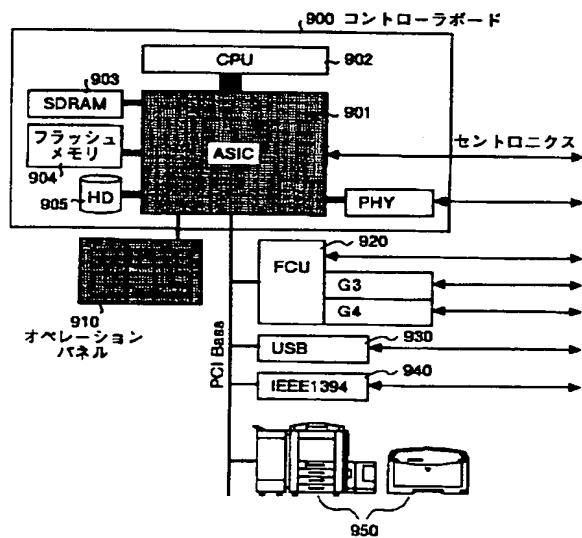 900 コントローラボード
CPU
902
903
SDRAM
901
フラッシュ
メモリ
ASIC
セントロニクス
904
905
HD
PHY
920
FCU
G3
G4
910
オペレーション
パネル
930
USB
940
IEEE1394
PCI Bass
950